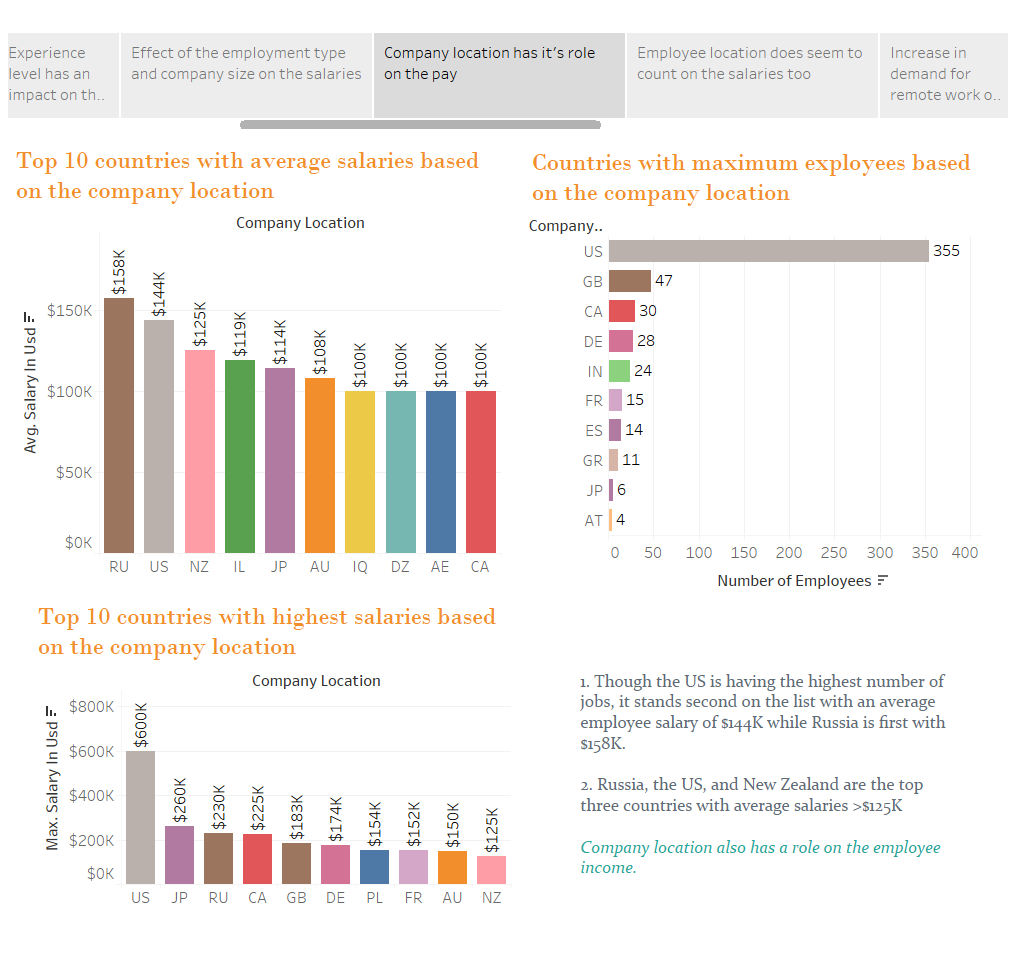 Experience
level has an
impact on th..
Effect of the employment type
and company size on the salaries
Company location has it's role
on the pay
Employee location does seem to
count on the salaries too
Increase in
demand for
remote work o..
Top 10 countries with average salaries based
on the company location
Company Location
Avg. Salary In Usd
$150K
$100K
$50K
$0K
$158K
$144K
$125K
$119K
$114K
$108K
$100K
$100K
$100K
$100K
RU US NZ IL JP AU IQ DZ AE CA
Countries with maximum exployees based
on the company location
Company..
US 355
GB 47
CA 30
DE 28
IN 24
FR 15
ES 14
GR 11
JP 6
AT 4
0 50 100 150 200 250 300 350 400
Number of Employees
Top 10 countries with highest salaries based
on the company location
Company Location
Max. Salary In Usd
$800K
$600K
$400K
$200K
$0K
$600K
$260K
$230K
$225K
$183K
$174K
$154K
$152K
$150K
$125K
US JP RU CA GB DE PL FR AU NZ
1. Though the US is having the highest number of
jobs, it stands second on the list with an average
employee salary of $144K while Russia is first with
$158K.
2. Russia, the US, and New Zealand are the top
three countries with average salaries >$125K
Company location also has a role on the employee
income.